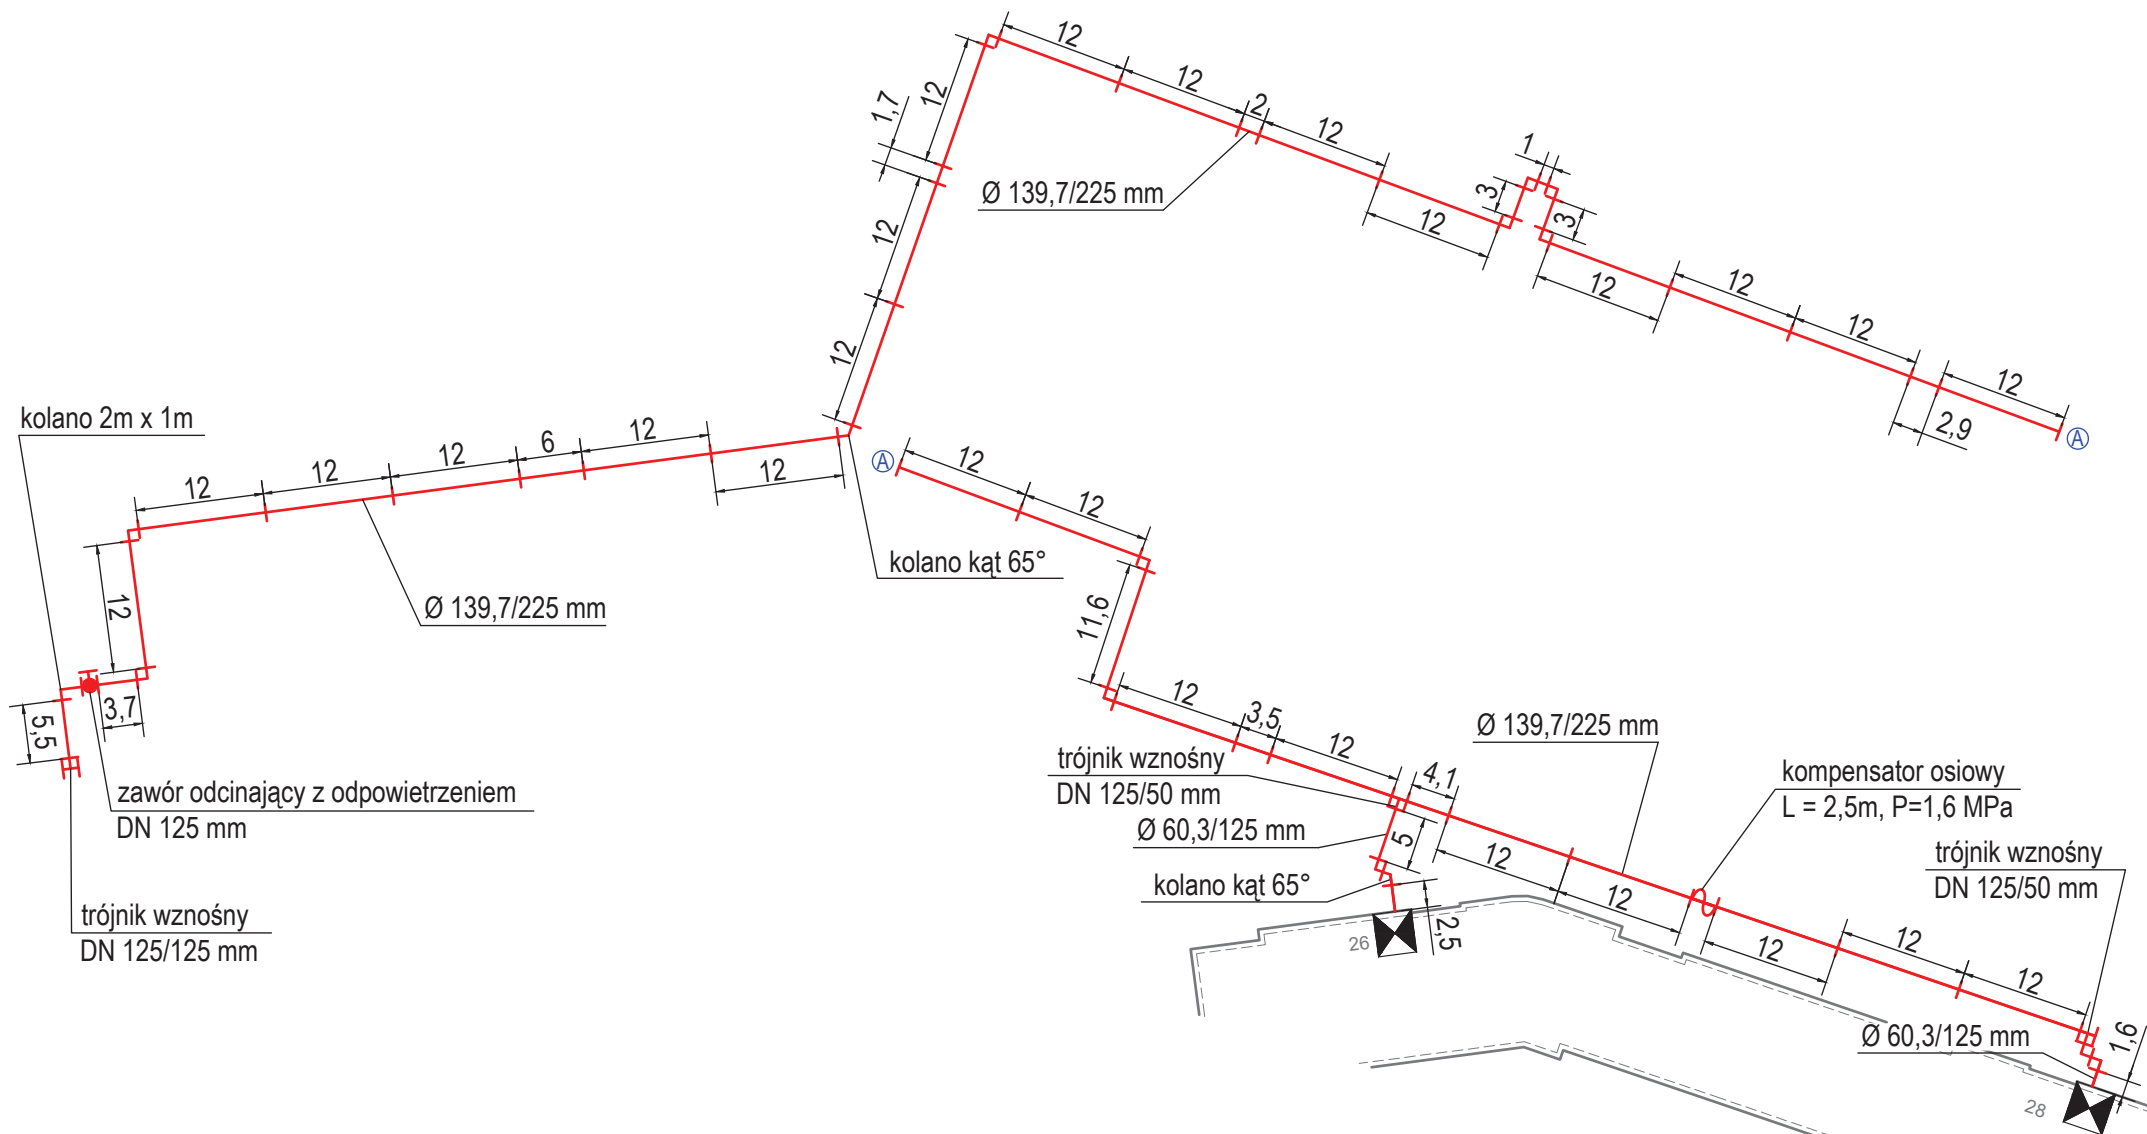 12
12
2
12
12
1,7
12
12
Ø 139,7/225 mm
1
3
3
12
12
12
12
12
2,9
Ⓐ
kolano 2m x 1m
12
12
12
6
12
12
Ⓐ
12
12
kolano kąt 65°
Ø 139,7/225 mm
12
11,6
3,7
5,5
zawór odcinający z odpowietrzeniem
DN 125 mm
trójnik wznośny
DN 125/125 mm
12
3,5
12
4,1
Ø 139,7/225 mm
trójnik wznośny
DN 125/50 mm
Ø 60,3/125 mm
5
kolano kąt 65°
2,5
26
12
12
kompensator osiowy
L = 2,5m, P=1,6 MPa
12
12
12
trójnik wznośny
DN 125/50 mm
Ø 60,3/125 mm
1,6
28